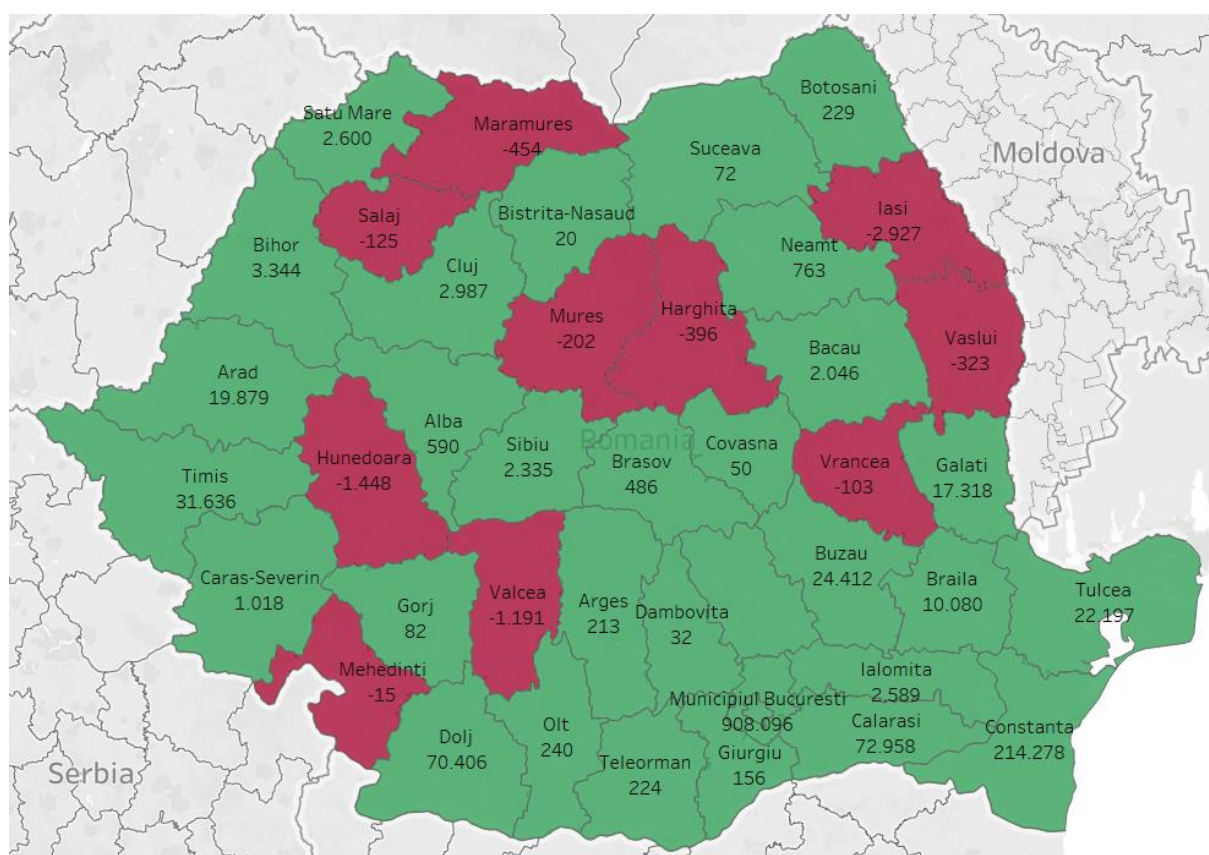 Botosani
229
Satu Mare
2.600
Maramures
-454
Suceava
72
Moldova
Iasi
-2.927
Salaj
-125
Bistrita-Nasaud
20
Bihor
3.344
Neamt
763
Cluj
2.987
Mures
-202
Harghita
-396
Vaslui
-323
Bacau
2.046
Arad
19.879
Alba
590
Sibiu
2.335
Romania
Brasov
486
Covasna
50
Hunedoara
-1.448
Vrancea
-103
Galati
17.318
Timis
31.636
Buzau
24.412
Caras-Severin
1.018
Gorj
82
Valcea
-1.191
Arges
213
Dambovita
32
Braila
10.080
Tulcea
22.197
Mehedinti
-15
Ialomita
2.589
Municipiul Bucuresti
908.096
Calarasi
72.958
Constanta
214.278
Dolj
70.406
Olt
240
Teleorman
224
Giurgiu
156
Serbia